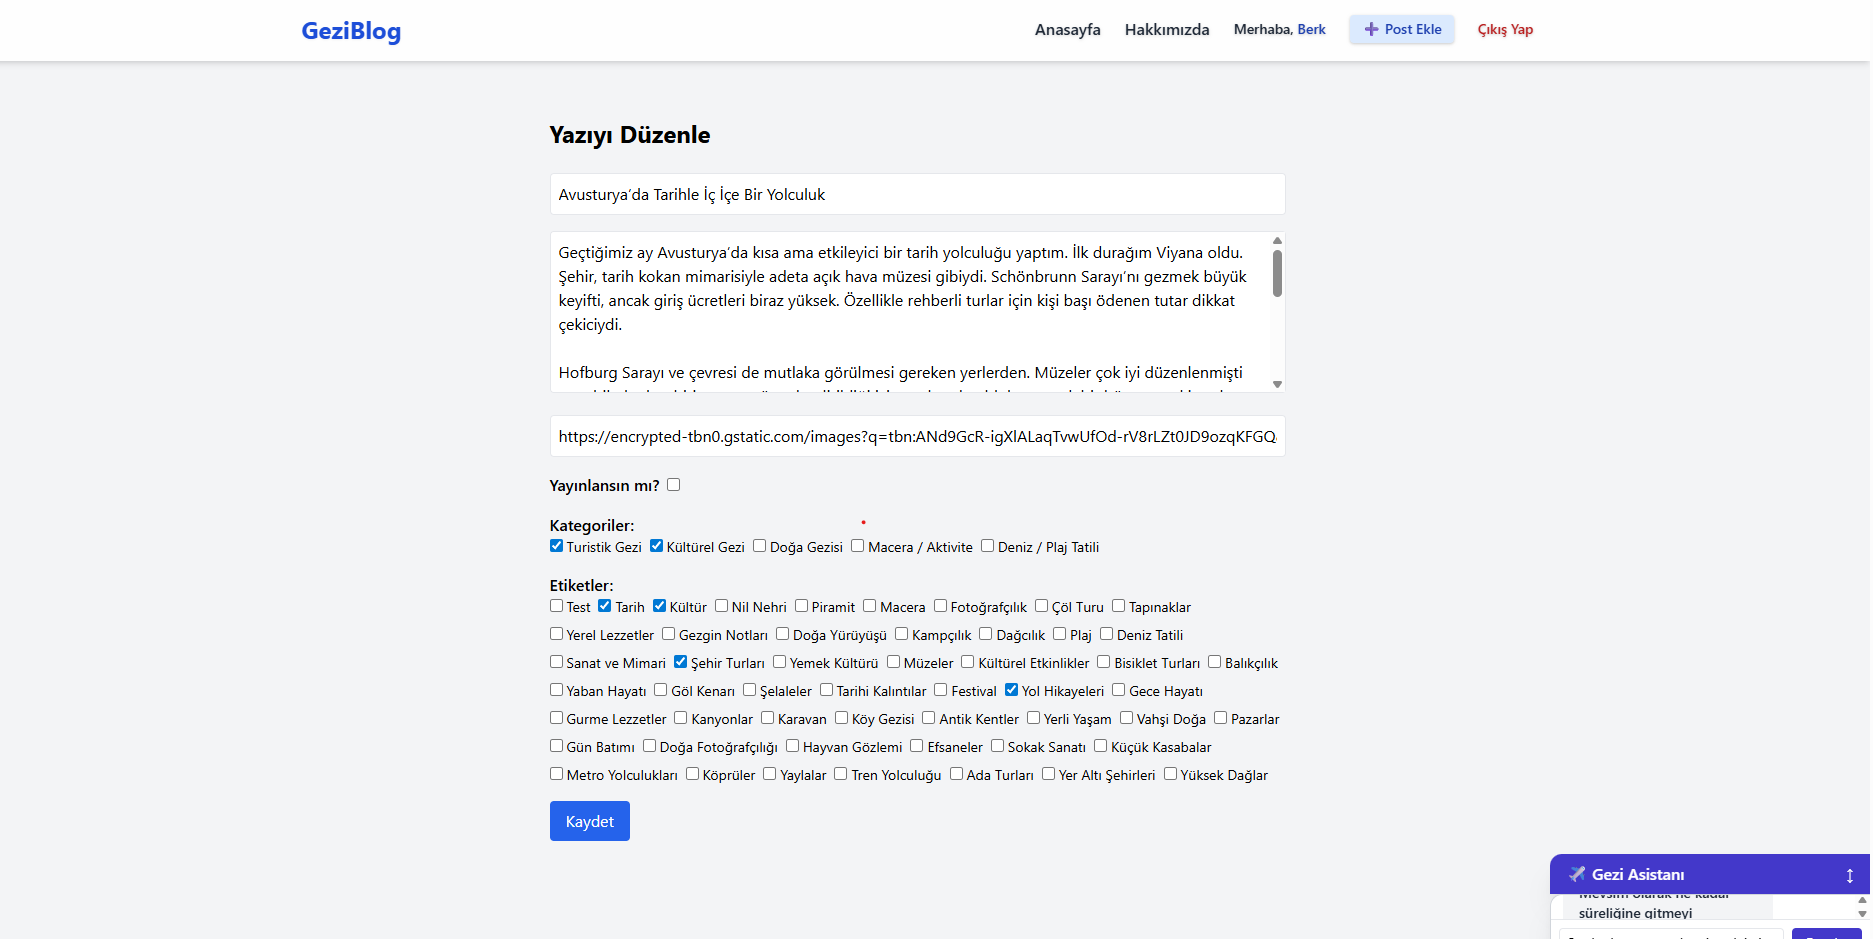 GeziBlog
Anasayfa Hakkımızda Merhaba, Berk Post Ekle Çıkış Yap
Yazıyı Düzenle
Avusturya’da Tarihle İç İçe Bir Yolculuk
Geçtiğimiz ay Avusturya’da kısa ama etkileyici bir tarih yolculuğu yaptım. İlk durağım Viyana oldu.
Şehir, tarih kokan mimarisiyle adeta açık hava müzesi gibiydi. Schönbrunn Sarayı’nı gezmek büyük
keyifti, ancak giriş ücretleri biraz yüksek. Özellikle rehberli turlar için kişi başı ödenen tutar dikkat
çekiciydi.
Hofburg Sarayı ve çevresi de mutlaka görülmesi gereken yerlerden. Müzeler çok iyi düzenlenmişti
https://encrypted-tbn0.gstatic.com/images?q=tbn:ANd9GcR-igXlALaqTvwUfOd-rV8rLZt0JD9ozqKFGQ
Yayınlansın mı?
Kategoriler:
Turistik Gezi Kültürel Gezi Doğa Gezisi Macera / Aktivite Deniz / Plaj Tatili
Etiketler:
Test Tarih Kültür Nil Nehri Piramit Macera Fotoğrafçılık Çöl Turu Tapınaklar
Yerel Lezzetler Gezgin Notları Doğa Yürüyüşü Kampçılık Dağcılık Plaj Deniz Tatili
Sanat ve Mimari Şehir Turları Yemek Kültürü Müzeler Kültürel Etkinlikler Bisiklet Turları Balıkçılık
Yaban Hayatı Göl Kenarı Şelaleler Tarihi Kalıntılar Festival Yol Hikayeleri Gece Hayatı
Gurme Lezzetler Kanyonlar Karavan Köy Gezisi Antik Kentler Yerli Yaşam Vahşi Doğa Pazarlar
Gün Batımı Doğa Fotoğrafçılığı Hayvan Gözlemi Efsaneler Sokak Sanatı Küçük Kasabalar
Metro Yolculukları Köprüler Yaylalar Tren Yolculuğu Ada Turları Yer Altı Şehirleri Yüksek Dağlar
Kaydet
Gezi Asistanı
Mevsim olarak ne kadar
süreliğine gitmeyi